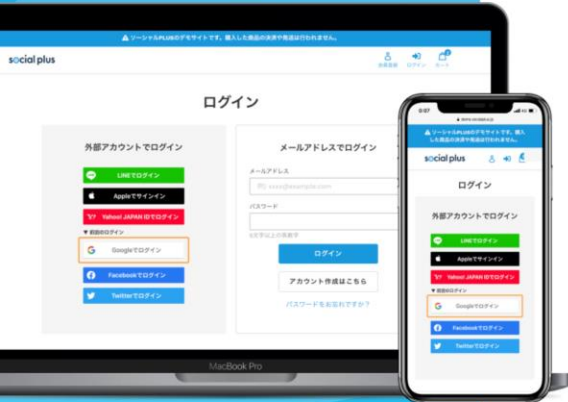 ソーシャルPLUSのデモサイトです。購入した商品の決済や発送は行われません。
social plus
会員登録 ログイン カート
ログイン
外部アカウントでログイン
LINEでログイン
Appleでサインイン
Yahoo! JAPAN IDでログイン
▼ 前回のログイン
Googleでログイン
Facebookでログイン
Twitterでログイン
メールアドレスでログイン
メールアドレス
例) xxxx@example.com
パスワード
8文字以上の英数字
ログイン
アカウント作成はこちら
パスワードをお忘れですか?
MacBook Pro
ソーシャルPLUSのデモサイトです。購入
した商品の決済や発送は行われません。
social plus
ログイン
外部アカウントでログイン
LINEでログイン
Appleでサインイン
Yahoo! JAPAN IDでログイン
▼ 前回のログイン
Googleでログイン
Facebookでログイン
Twitterでログイン